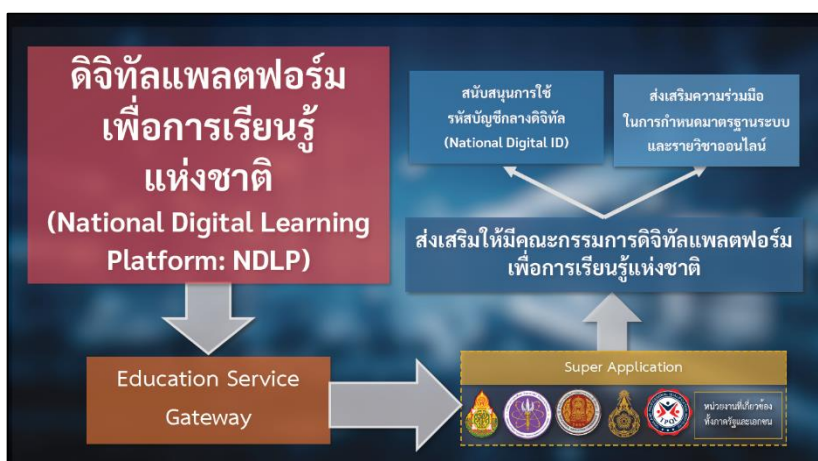 ดิจิทัลแพลตฟอร์ม
เพื่อการเรียนรู้
แห่งชาติ
(National Digital Learning
Platform: NDLP)
Education Service
Gateway
Super Application
หน่วยงานที่เกี่ยวข้อง
ทั้งภาครัฐและเอกชน
ส่งเสริมให้มีคณะกรรมการดิจิทัลแพลตฟอร์ม
เพื่อการเรียนรู้แห่งชาติ
สนับสนุนการใช้
รหัสบัญชีกลางดิจิทัล
(National Digital ID)
ส่งเสริมความร่วมมือ
ในการกำหนดมาตรฐานระบบ
และรายวิชาออนไลน์